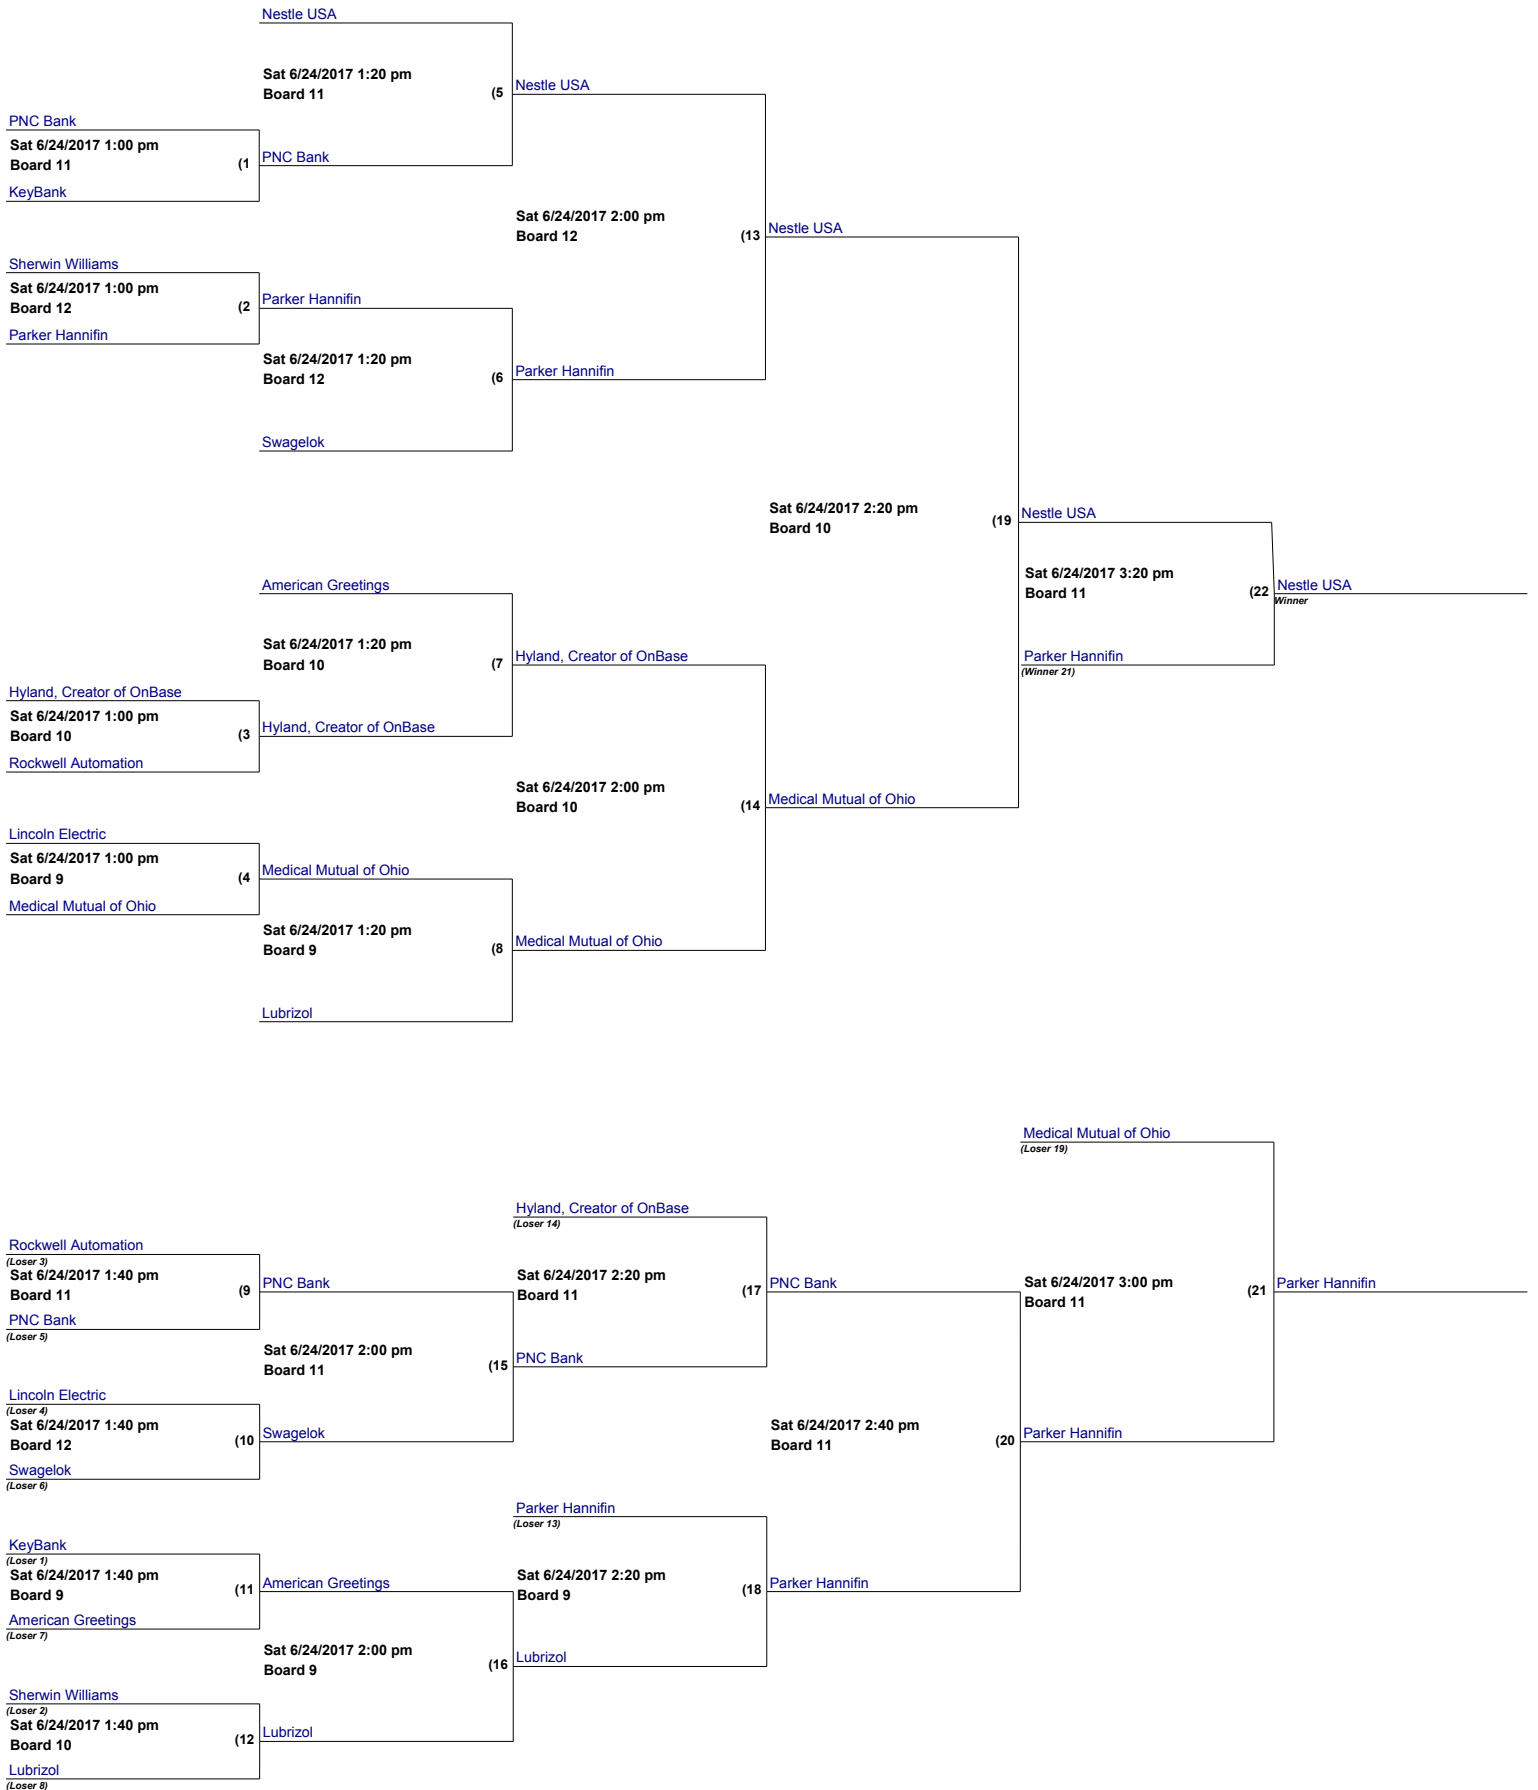 Nestle USA
Sat 6/24/2017 1:20 pm
Board 11
(5
Nestle USA
PNC Bank
Sat 6/24/2017 1:00 pm
Board 11
(1
PNC Bank
KeyBank
Sat 6/24/2017 2:00 pm
Board 12
(13
Nestle USA
Sherwin Williams
Sat 6/24/2017 1:00 pm
Board 12
(2
Parker Hannifin
Parker Hannifin
Sat 6/24/2017 1:20 pm
Board 12
(6
Parker Hannifin
Swagelok
Sat 6/24/2017 2:20 pm
Board 10
(19
Nestle USA
Sat 6/24/2017 3:20 pm
Board 11
(22
Nestle USA
Winner
American Greetings
Sat 6/24/2017 1:20 pm
Board 10
(7
Hyland, Creator of OnBase
Parker Hannifin
(Winner 21)
Hyland, Creator of OnBase
Sat 6/24/2017 1:00 pm
Board 10
(3
Hyland, Creator of OnBase
Rockwell Automation
Sat 6/24/2017 2:00 pm
Board 10
(14
Medical Mutual of Ohio
Lincoln Electric
Sat 6/24/2017 1:00 pm
Board 9
(4
Medical Mutual of Ohio
Medical Mutual of Ohio
Sat 6/24/2017 1:20 pm
Board 9
(8
Medical Mutual of Ohio
Lubrizol
Medical Mutual of Ohio
(Loser 19)
Hyland, Creator of OnBase
(Loser 14)
Rockwell Automation
(Loser 3)
Sat 6/24/2017 1:40 pm
Board 11
(9
PNC Bank
Sat 6/24/2017 2:20 pm
Board 11
(17
PNC Bank
Sat 6/24/2017 3:00 pm
Board 11
(21
Parker Hannifin
PNC Bank
(Loser 5)
Sat 6/24/2017 2:00 pm
Board 11
(15
PNC Bank
Lincoln Electric
(Loser 4)
Sat 6/24/2017 1:40 pm
Board 12
(10
Swagelok
Sat 6/24/2017 2:40 pm
Board 11
(20
Parker Hannifin
Swagelok
(Loser 6)
Parker Hannifin
(Loser 13)
KeyBank
(Loser 1)
Sat 6/24/2017 1:40 pm
Board 9
(11
American Greetings
Sat 6/24/2017 2:20 pm
Board 9
(18
Parker Hannifin
American Greetings
(Loser 7)
Sat 6/24/2017 2:00 pm
Board 9
(16
Lubrizol
Sherwin Williams
(Loser 2)
Sat 6/24/2017 1:40 pm
Board 10
(12
Lubrizol
Lubrizol
(Loser 8)